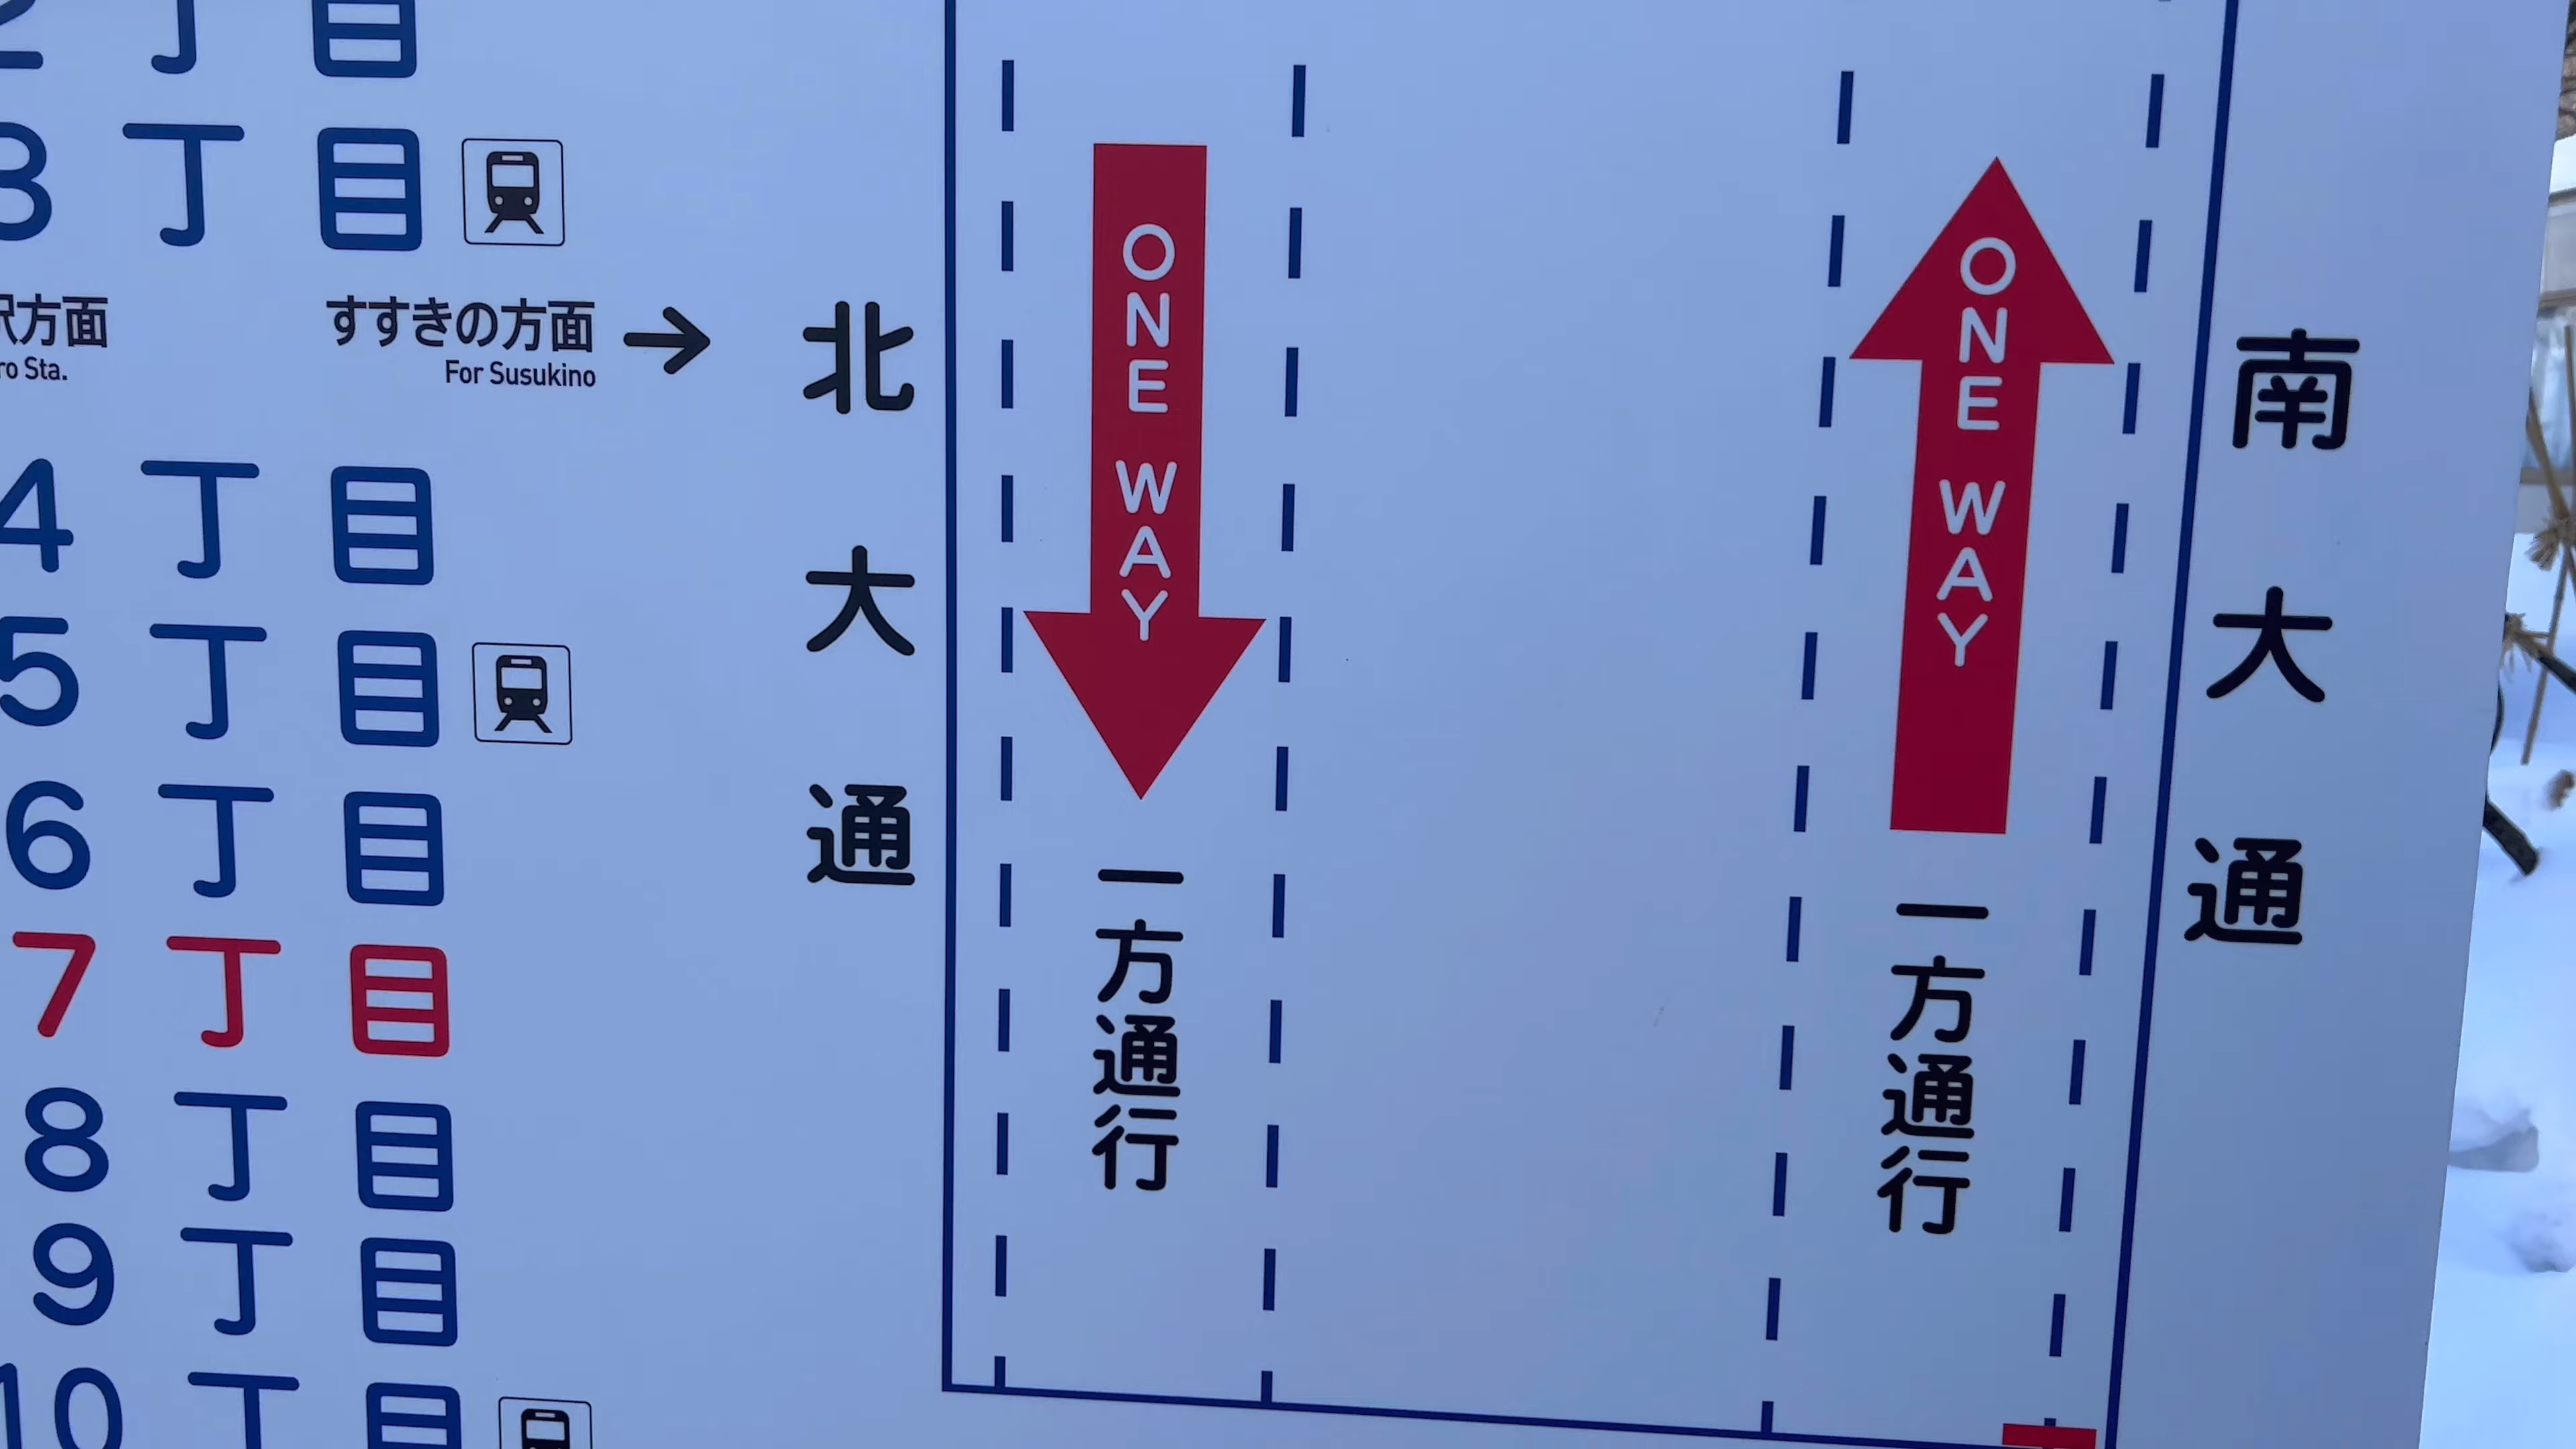 2丁目
3丁目
駅方面
ro Sta.
すすきの方面
For Susukino
4丁目
5丁目
6丁目
7丁目
8丁目
9丁目
10丁目
北大通
ONE WAY
一方通行
ONE WAY
一方通行
南大通